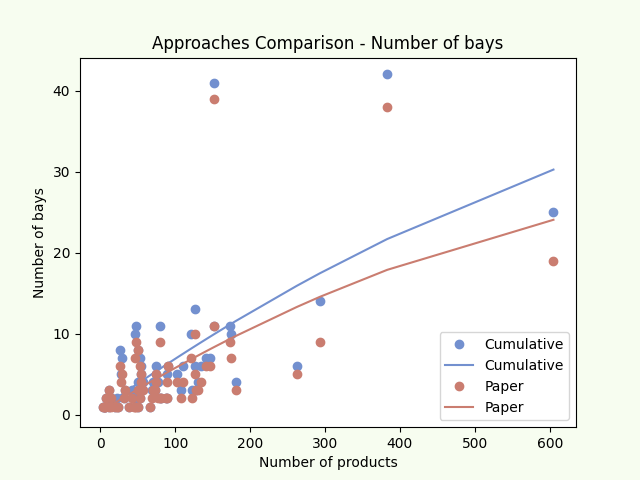 Approaches Comparison - Number of bays
Number of bays
40
30
20
10
0
0 100 200 300 400 500 600
Number of products
Cumulative
Cumulative
Paper
Paper